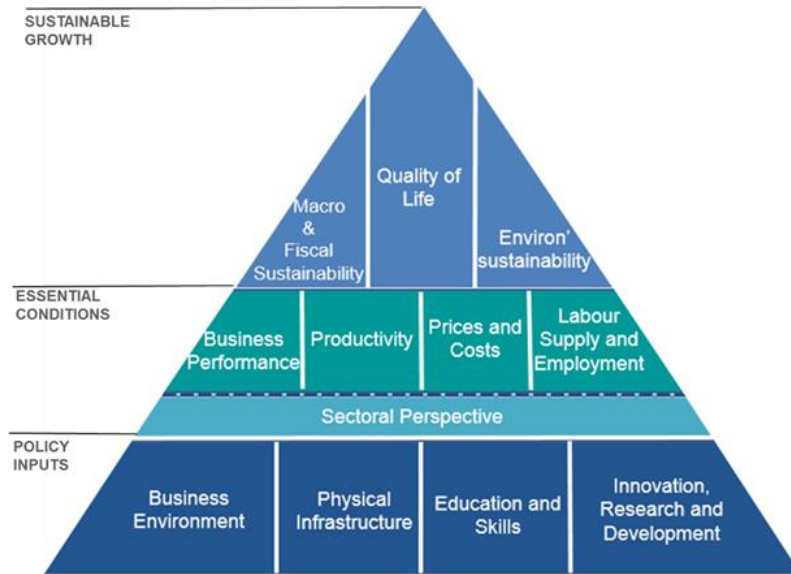 SUSTAINABLE
GROWTH
Quality of
Life
Macro
&
Fiscal
Sustainability
Environ’
sustainability
ESSENTIAL
CONDITIONS
Business
Performance
Productivity
Prices and
Costs
Labour
Supply and
Employment
Sectoral Perspective
POLICY
INPUTS
Business
Environment
Physical
Infrastructure
Education and
Skills
Innovation,
Research and
Development